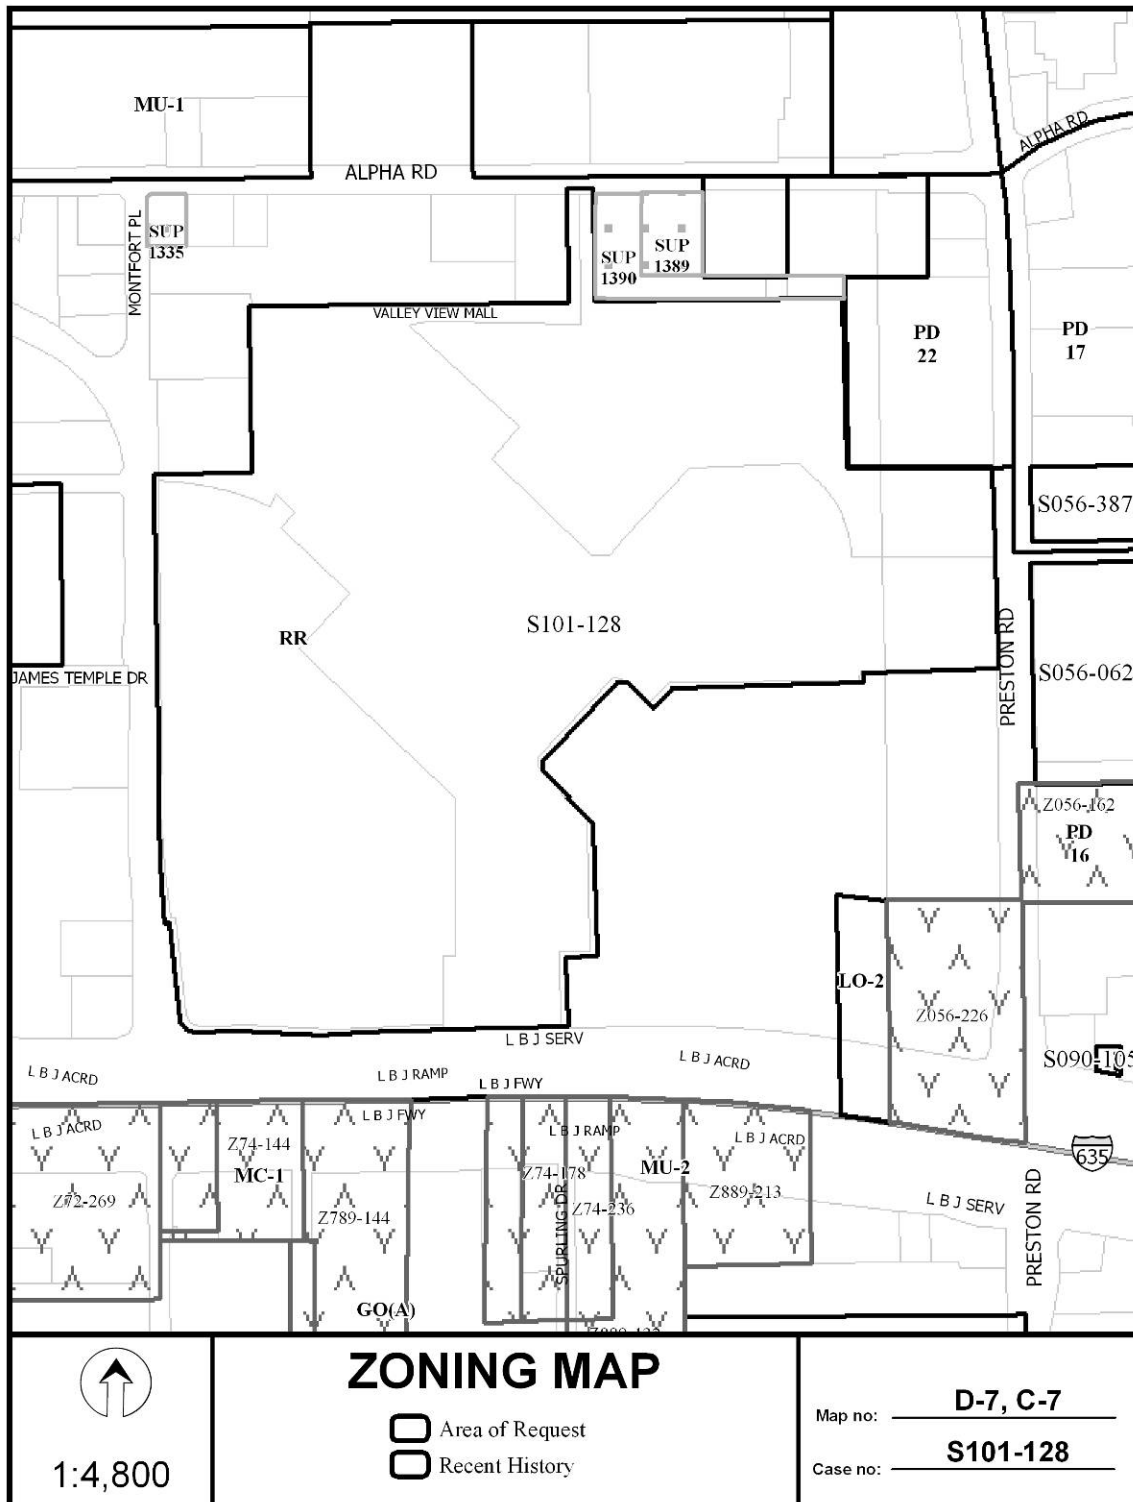 MU-1
ALPHA RD
ALPHA RD
MONTFORT PL
SUP
1335
SUP
1390
SUP
1389
VALLEY VIEW MALL
PD
22
PD
17
S056-387
RR
S101-128
PRESTON RD
JAMES TEMPLE DR
S056-062
Z056-162
PD
16
LO-2
Z056-226
L B J SERV
L B J ACRD
S090-105
L B J ACRD
L B J RAMP
L B J FWY
L B J FWY
L B J ACRD
L B J RAMP
L B J ACRD
Z74-144
MC-1
Z74-178
MU-2
635
Z72-269
Z789-144
Z74-236
Z889-213
L B J SERV
SPURLING DR
PRESTON RD
GO(A)
ZONING MAP
Area of Request
Recent History
1:4,800
Map no: D-7, C-7
Case no: S101-128